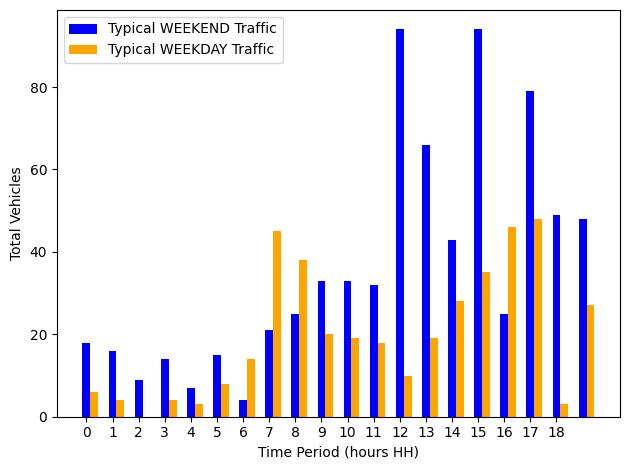 Typical WEEKEND Traffic
Typical WEEKDAY Traffic
80
60
40
20
0
0 1 2 3 4 5 6 7 8 9 10 11 12 13 14 15 16 17 18
Total Vehicles
Time Period (hours HH)